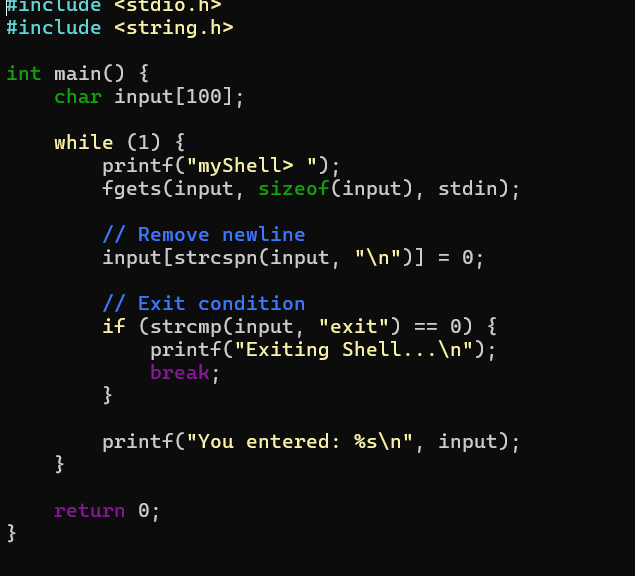 #include <stdio.h>
#include <string.h>

int main() {
    char input[100];

    while (1) {
        printf("myShell> ");
        fgets(input, sizeof(input), stdin);

        // Remove newline
        input[strcspn(input, "\n")] = 0;

        // Exit condition
        if (strcmp(input, "exit") == 0) {
            printf("Exiting Shell...\n");
            break;
        }

        printf("You entered: %s\n", input);
    }

    return 0;
}